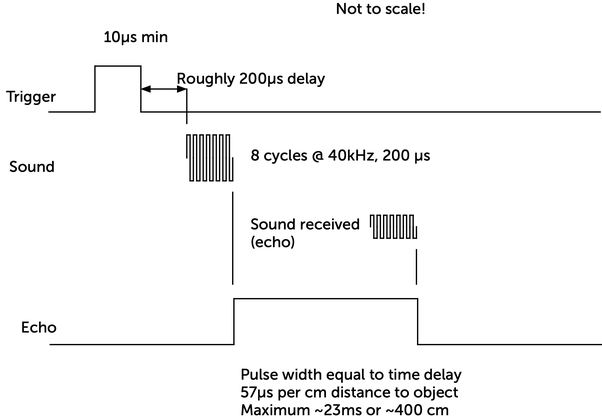 Not to scale!
10µs min
Roughly 200µs delay
Trigger
Sound
8 cycles @ 40kHz, 200 µs
Sound received
(echo)
Echo
Pulse width equal to time delay
57µs per cm distance to object
Maximum ~23ms or ~400 cm